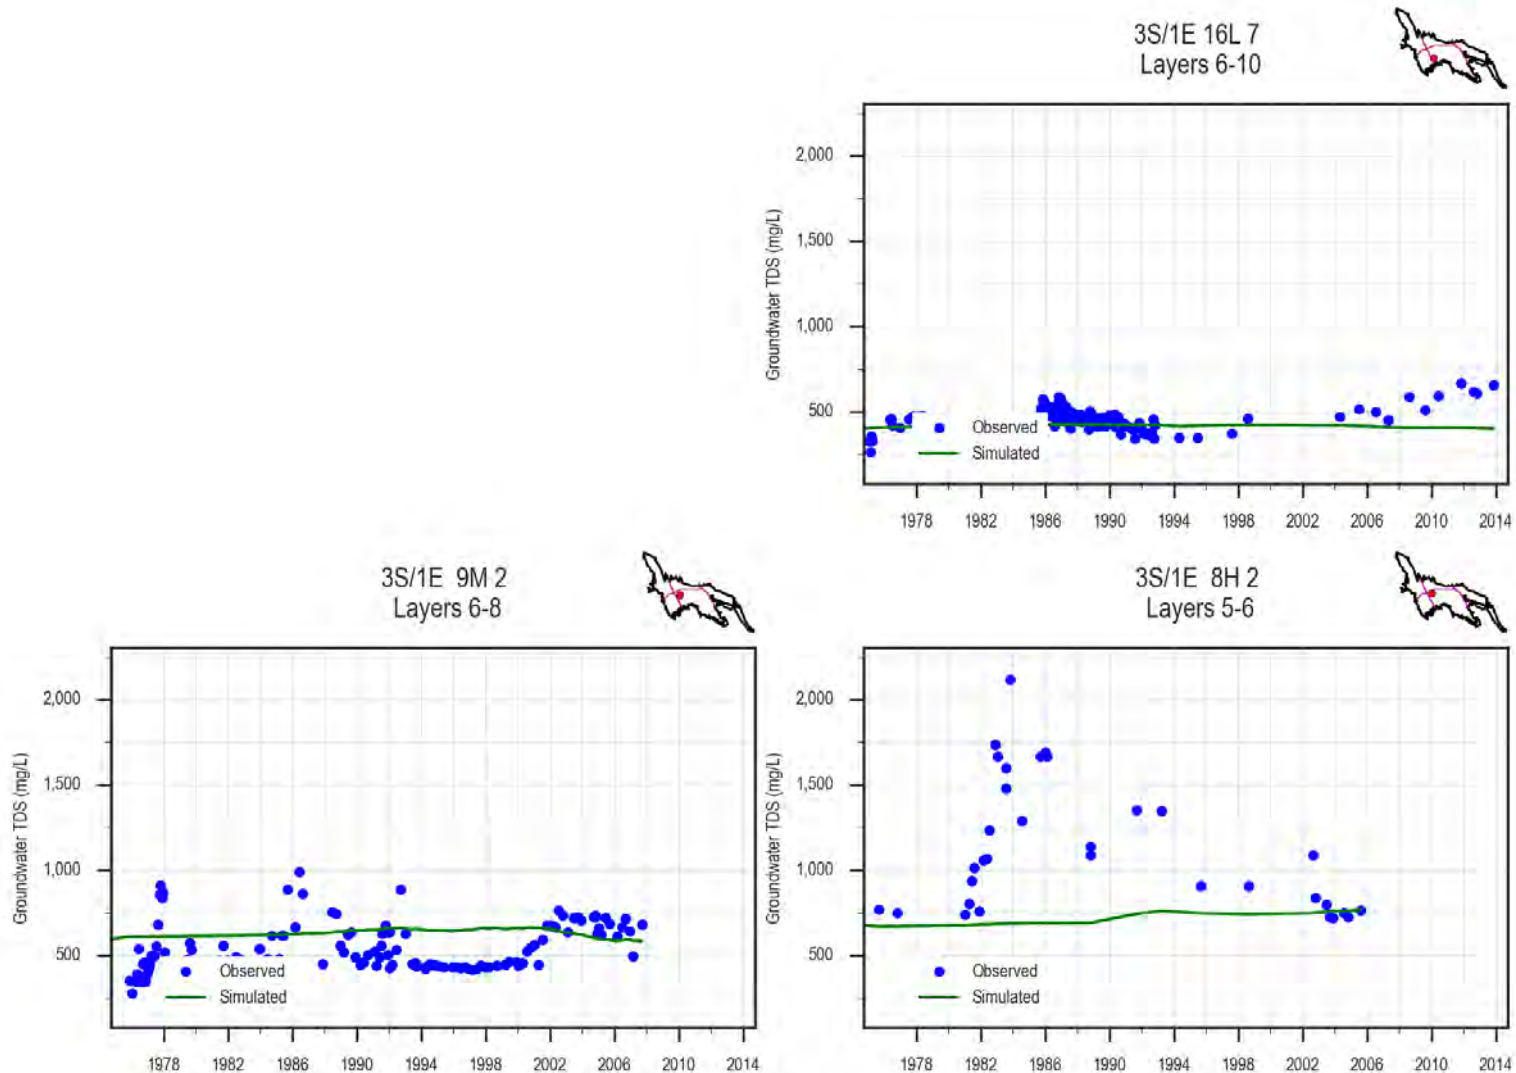 3S/1E 16L 7
Layers 6-10
Groundwater TDS (mg/L)
2,000
1,500
1,000
500
Observed
Simulated
1978 1982 1986 1990 1994 1998 2002 2006 2010 2014
3S/1E 9M 2
Layers 6-8
Groundwater TDS (mg/L)
2,000
1,500
1,000
500
Observed
Simulated
1978 1982 1986 1990 1994 1998 2002 2006 2010 2014
3S/1E 8H 2
Layers 5-6
Groundwater TDS (mg/L)
2,000
1,500
1,000
500
Observed
Simulated
1978 1982 1986 1990 1994 1998 2002 2006 2010 2014